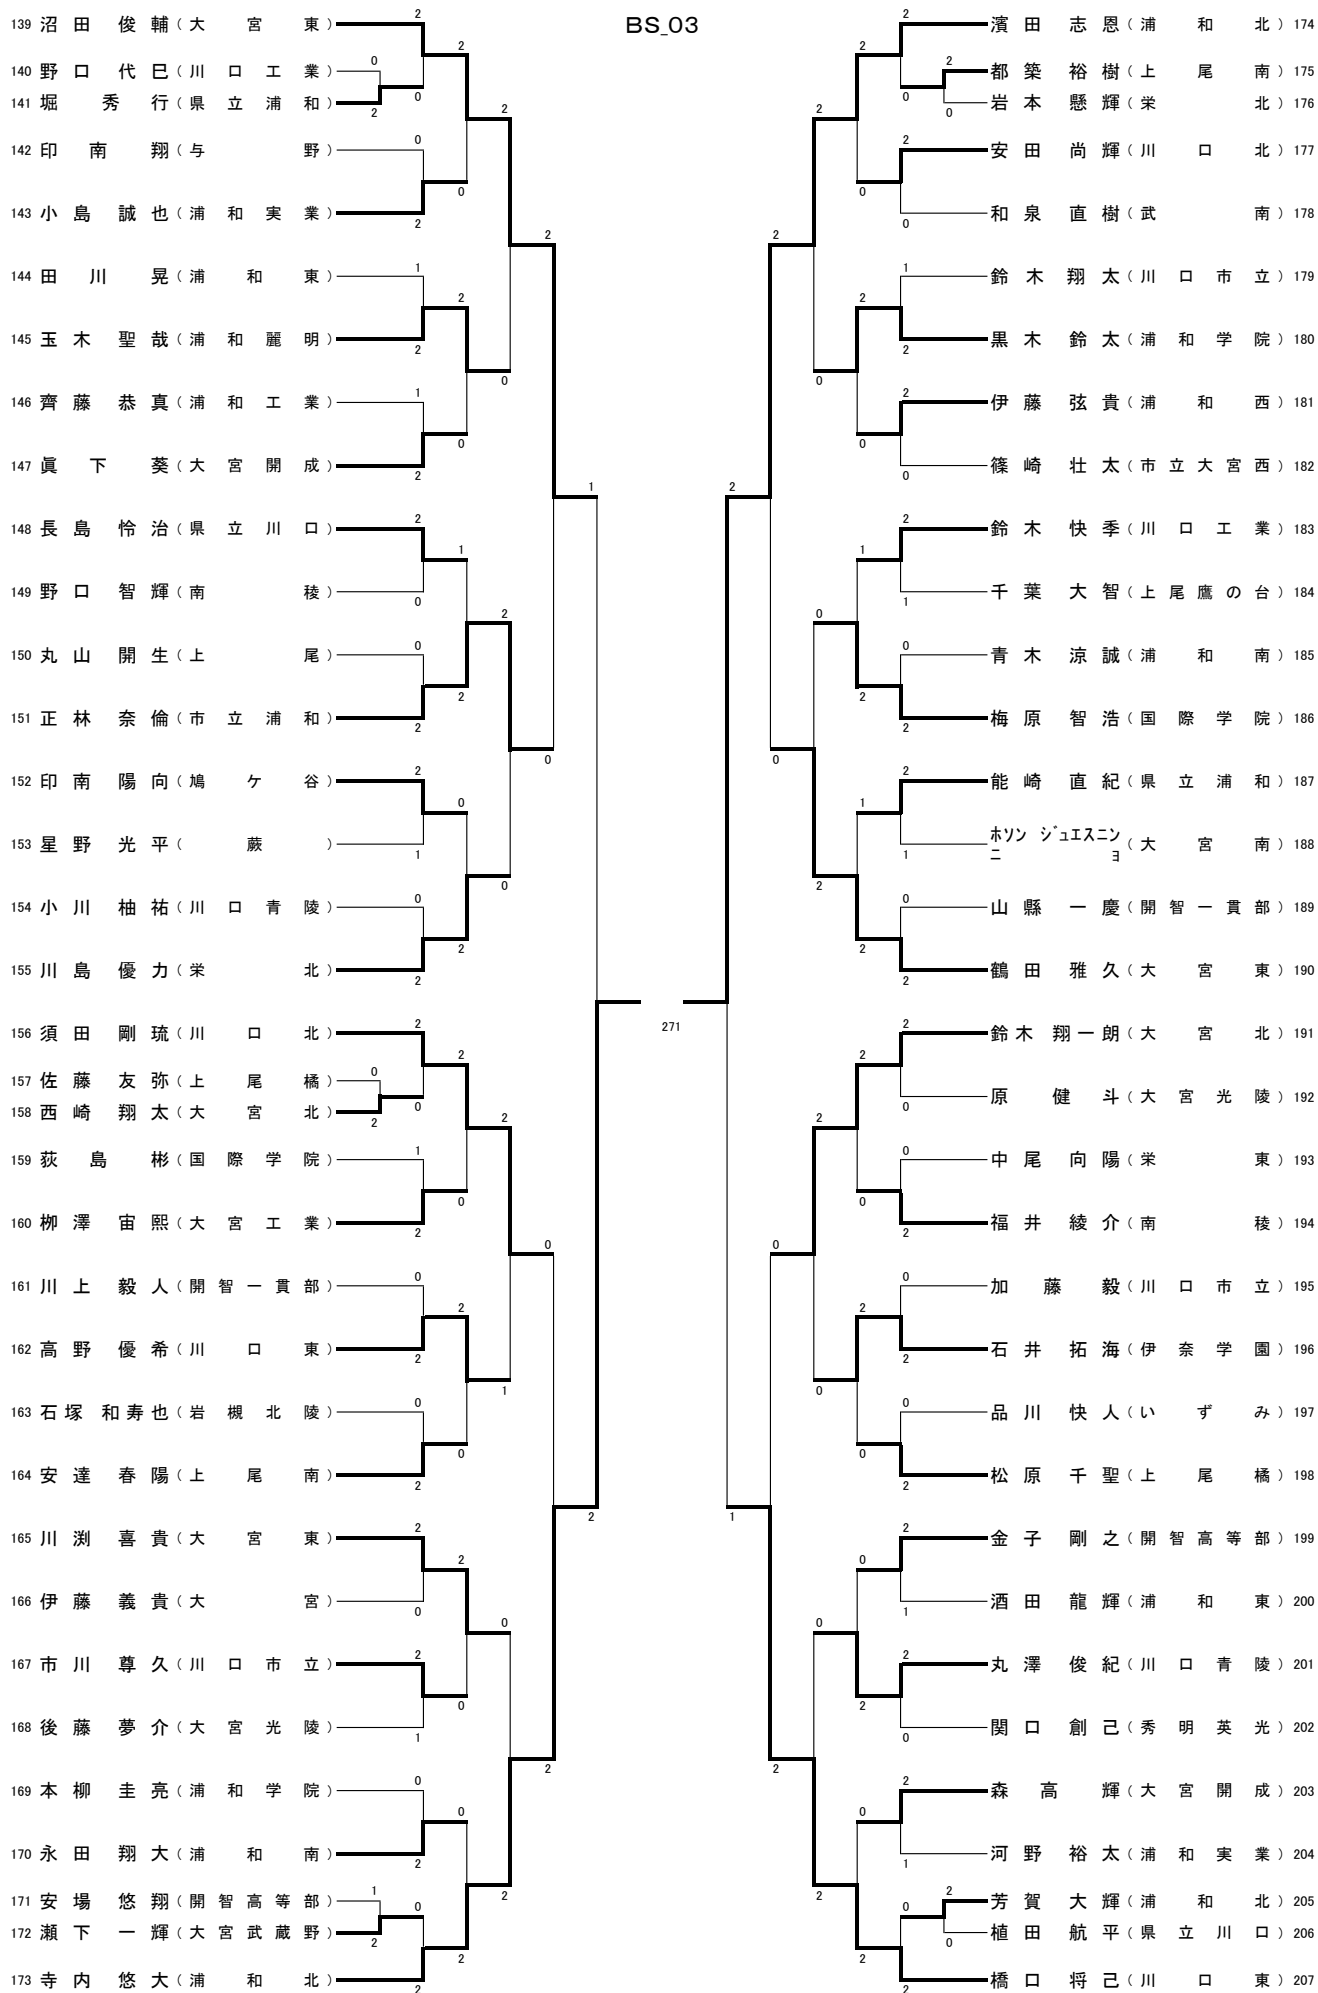 BS_03
139 沼田 俊輔（大宮東）
140 野口 代巳（川口工業）
141 堀 秀行（県立浦和）
142 印南 翔（与野）
143 小島 誠也（浦和実業）
144 田川 晃（浦和東）
145 玉木 聖哉（浦和麗明）
146 齊藤 恭真（浦和工業）
147 眞下 葵（大宮開成）
148 長島 怜治（県立川口）
149 野口 智輝（南稜）
150 丸山 開生（上尾）
151 正林 奈倫（市立浦和）
152 印南 陽向（鳩ケ谷）
153 星野 光平（蕨）
154 小川 柚祐（川口青陵）
155 川島 優力（栄北）
156 須田 剛琉（川口北）
157 佐藤 友弥（上尾橘）
158 西崎 翔太（大宮北）
159 荻島 彬（国際学院）
160 栁澤 宙熙（大宮工業）
161 川上 毅人（開智一貫部）
162 高野 優希（川口東）
163 石塚 和寿也（岩槻北陵）
164 安達 春陽（上尾南）
165 川渕 喜貴（大宮東）
166 伊藤 義貴（大宮）
167 市川 尊久（川口市立）
168 後藤 夢介（大宮光陵）
169 本柳 圭亮（浦和学院）
170 永田 翔大（浦和南）
171 安場 悠翔（開智高等部）
172 瀬下 一輝（大宮武蔵野）
173 寺内 悠大（浦和北）
271
濱田 志恩（浦和北）174
都築 裕樹（上尾南）175
岩本 懸輝（栄北）176
安田 尚輝（川口北）177
和泉 直樹（武南）178
鈴木 翔太（川口市立）179
黒木 鈴太（浦和学院）180
伊藤 弦貴（浦和西）181
篠崎 壮太（市立大宮西）182
鈴木 快季（川口工業）183
千葉 大智（上尾鷹の台）184
青木 涼誠（浦和南）185
梅原 智浩（国際学院）186
能崎 直紀（県立浦和）187
ホソン ジュエスニンニョ（大宮南）188
山縣 一慶（開智一貫部）189
鶴田 雅久（大宮東）190
鈴木 翔一朗（大宮北）191
原 健斗（大宮光陵）192
中尾 向陽（栄東）193
福井 綾介（南稜）194
加藤 毅（川口市立）195
石井 拓海（伊奈学園）196
品川 快人（いずみ）197
松原 千聖（上尾橘）198
金子 剛之（開智高等部）199
酒田 龍輝（浦和東）200
丸澤 俊紀（川口青陵）201
関口 創己（秀明英光）202
森高 輝（大宮開成）203
河野 裕太（浦和実業）204
芳賀 大輝（浦和北）205
植田 航平（県立川口）206
橋口 将己（川口東）207